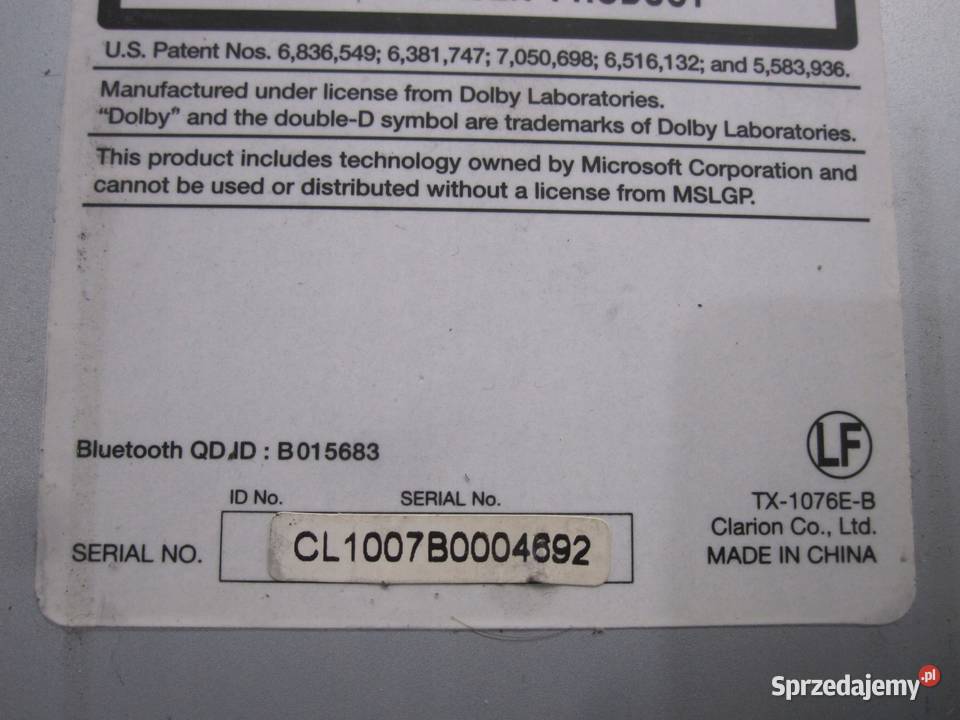 PRODUCT
U.S. Patent Nos. 6,836,549; 6,381,747; 7,050,698; 6,516,132; and 5,583,936.
Manufactured under license from Dolby Laboratories.
“Dolby” and the double-D symbol are trademarks of Dolby Laboratories.
This product includes technology owned by Microsoft Corporation and
cannot be used or distributed without a license from MSLGP.
LF
Bluetooth QD ID : B015683
ID No. SERIAL No.
TX-1076E-B
Clarion Co., Ltd.
SERIAL NO. CL1007B0004692
MADE IN CHINA
Sprzedajemy.pl